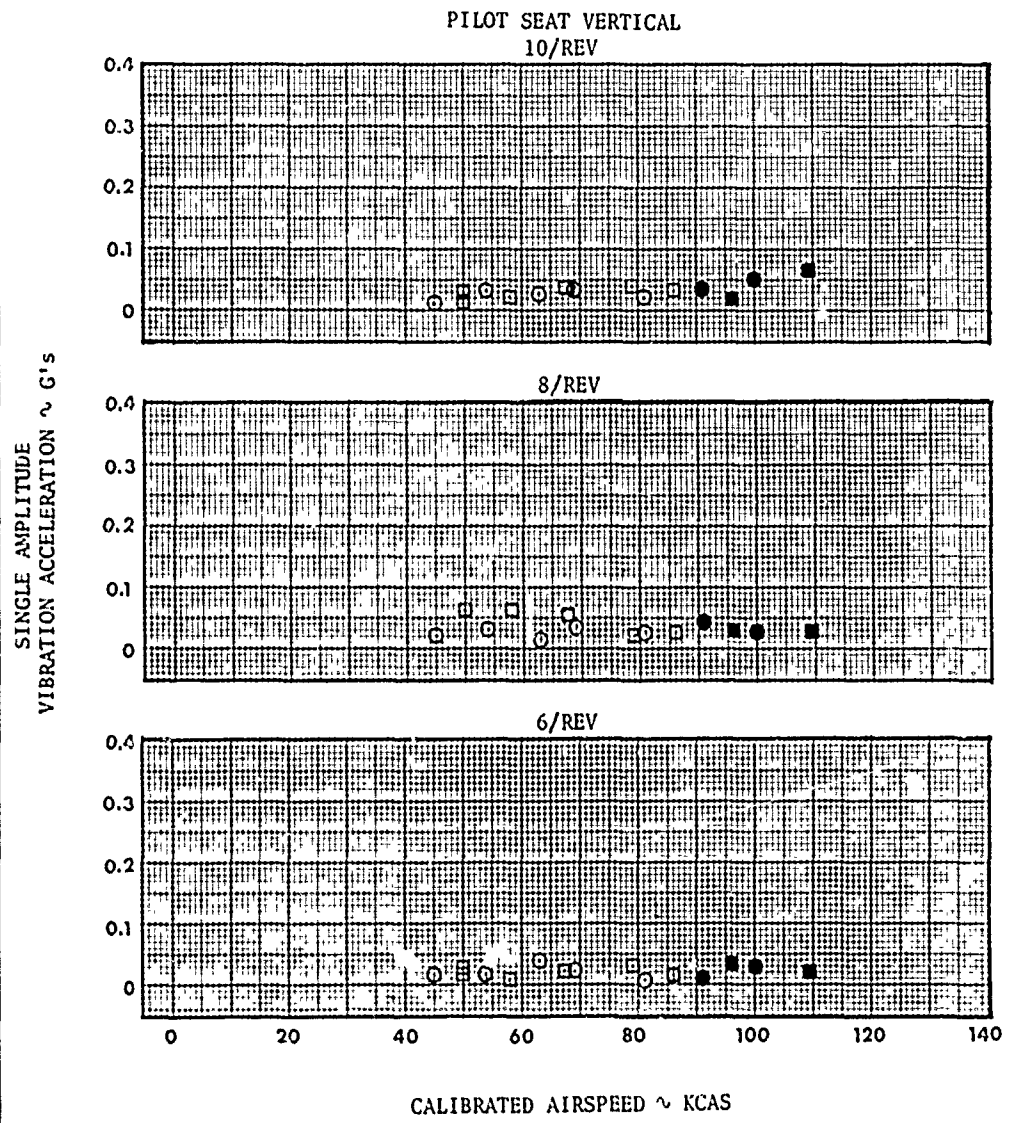 PILOT SEAT VERTICAL
10/REV
0.4
0.3
0.2
0.1
0
8/REV
0.4
0.3
0.2
0.1
0
SINGLE AMPLITUDE
VIBRATION ACCELERATION ~ G's
6/REV
0.4
0.3
0.2
0.1
0
0 20 40 60 80 100 120 140
CALIBRATED AIRSPEED ~ KCAS